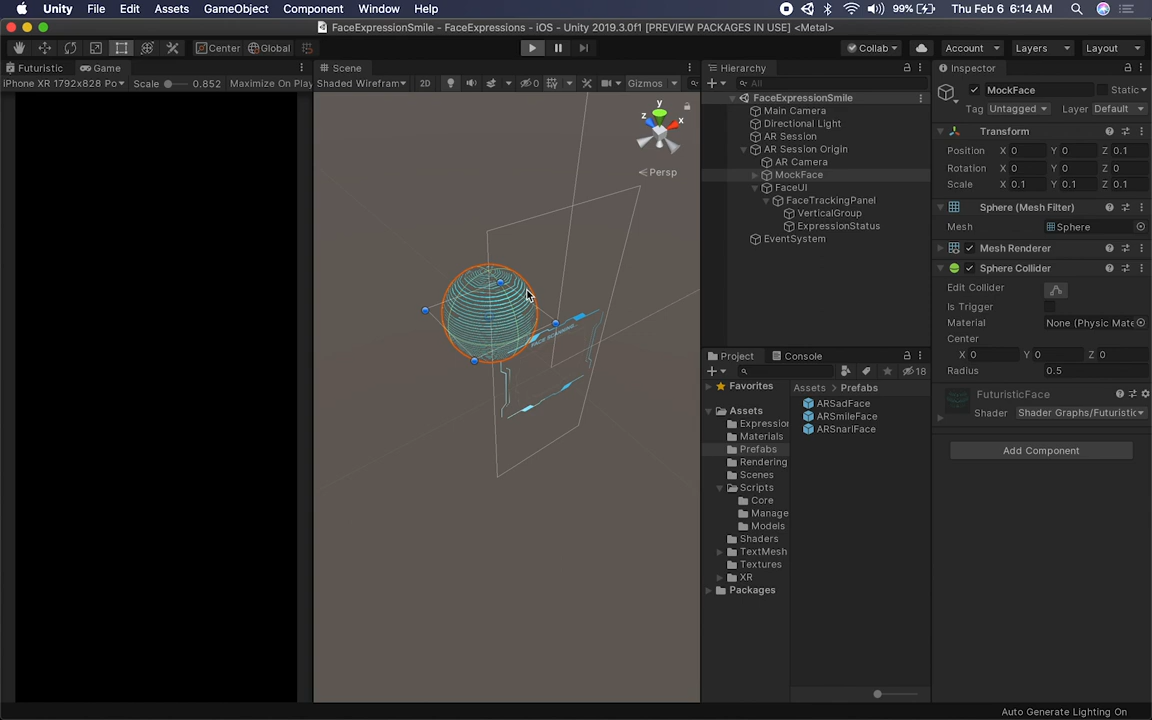 Unity File Edit Assets GameObject Component Window Help 99% Thu Feb 6 6:14 AM
FaceExpressionSmile - FaceExpressions - iOS - Unity 2019.3.0f1 [PREVIEW PACKAGES IN USE] <Metal>
Center Global Collab Account Layers Layout
Futuristic Game Scene Hierarchy Inspector
iPhone XR 1792x828 Po Scale 0.852 Maximize On Play Shaded Wirefram 2D 0 Gizmos All
MockFace Static
Tag Untagged Layer Default
FaceExpressionSmile
Main Camera
Directional Light
AR Session
AR Session Origin
AR Camera
MockFace
FaceUI
FaceTrackingPanel
VerticalGroup
ExpressionStatus
EventSystem
y
z x
Persp
FACE SCANNING
Transform
Position X 0 Y 0 Z 0.1
Rotation X 0 Y 0 Z 0
Scale X 0.1 Y 0.1 Z 0.1
Sphere (Mesh Filter)
Mesh Sphere
Mesh Renderer
Sphere Collider
Edit Collider
Is Trigger
Material None (Physic Mate
Center
X 0 Y 0 Z 0
Radius 0.5
FuturisticFace
Shader Shader Graphs/Futuristic
Add Component
Project Console
18
Favorites
Assets
Expression
Materials
Prefabs
Rendering
Scenes
Scripts
Core
Manage
Models
Shaders
TextMesh
Textures
XR
Packages
Assets > Prefabs
ARSadFace
ARSmileFace
ARSnarlFace
Auto Generate Lighting On